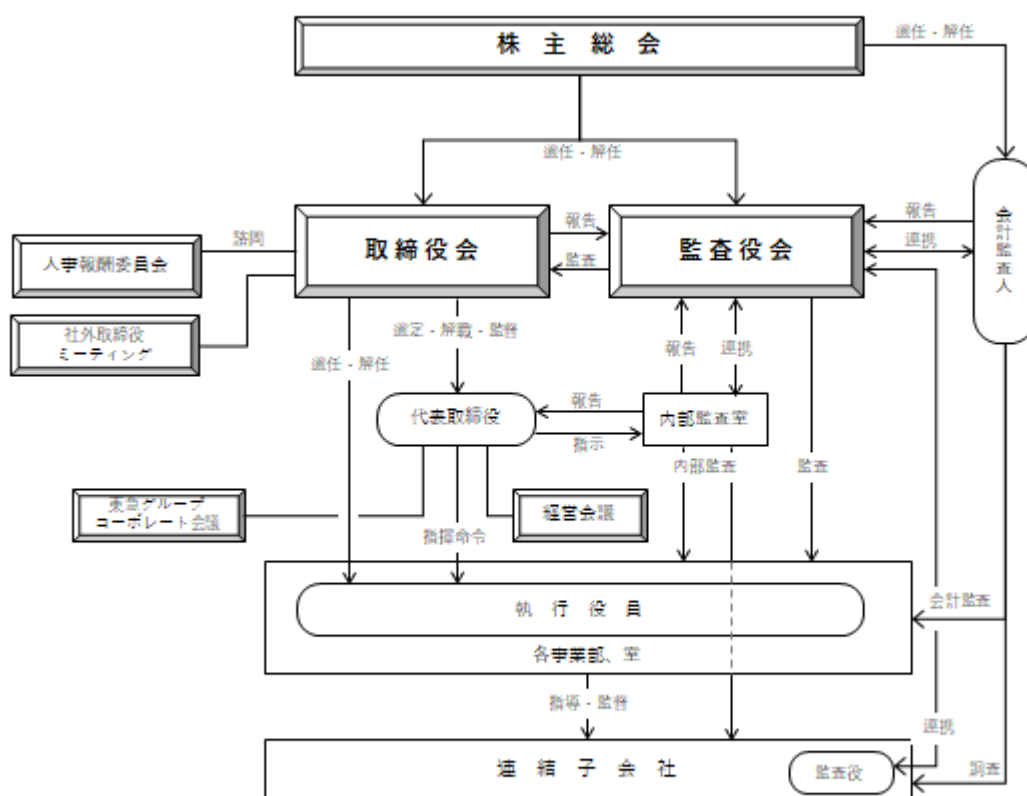 株主総会
選任・解任
選任・解任
取締役会
報告
監査
監査役会
報告
連携
会計監査人
人事報酬委員会
諮問
社外取締役
ミーティング
選任・解任
選定・解職・監督
報告
連携
代表取締役
報告
指示
内部監査室
内部監査
監査
東急グループ
コーポレート会議
指揮命令
経営会議
執行役員
各事業部、室
会計監査
指導・監督
連携
連結子会社
監査役
調査